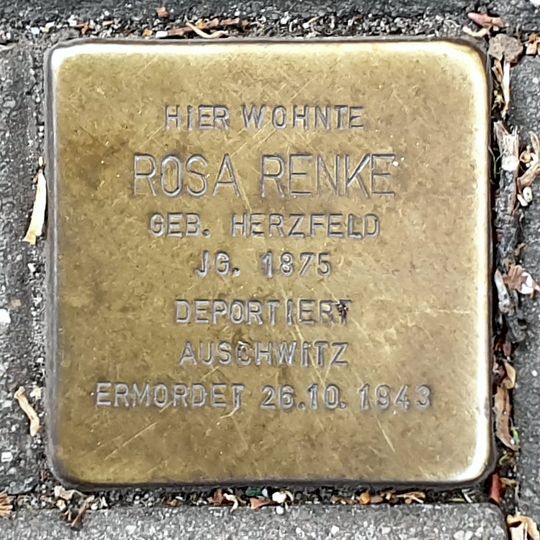 HIER WOHNTE
ROSA RENKE
GEB. HERZFELD
JG. 1875
DEPORTIERT
AUSCHWITZ
ERMORDET 26.10.1943